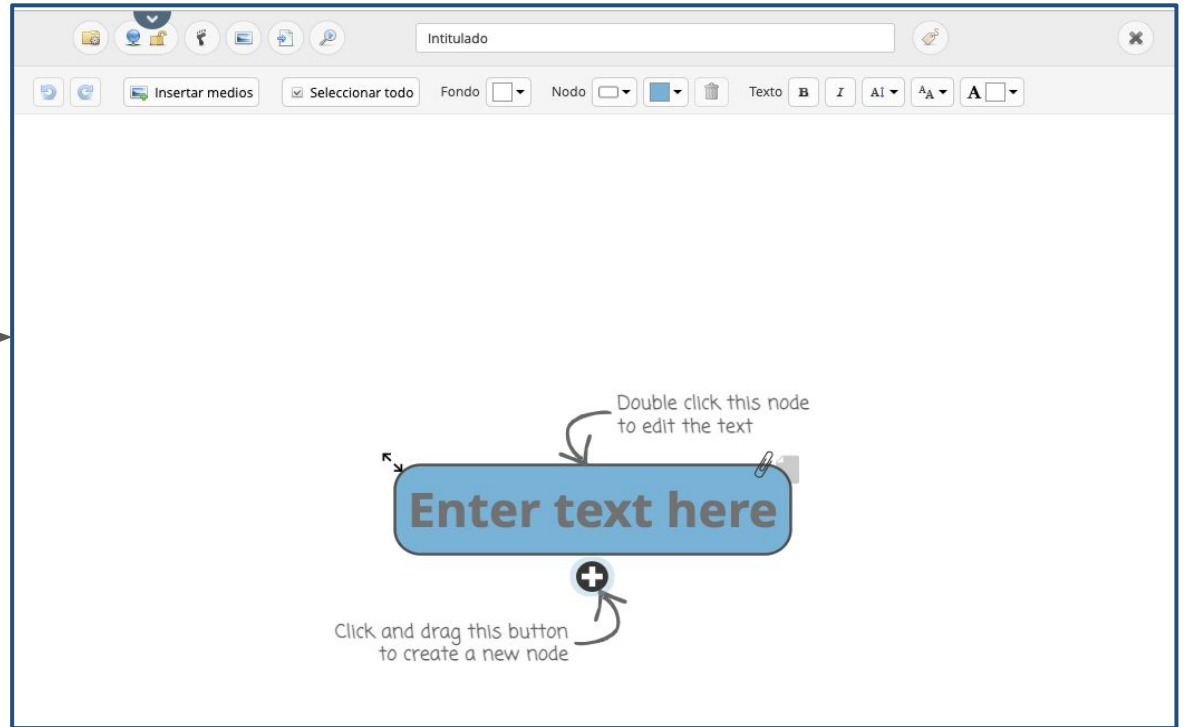 Intitulado
Insertar medios
Seleccionar todo
Fondo
Nodo
Texto
B
I
AI
AA
A
Double click this node
to edit the text
Enter text here
Click and drag this button
to create a new node